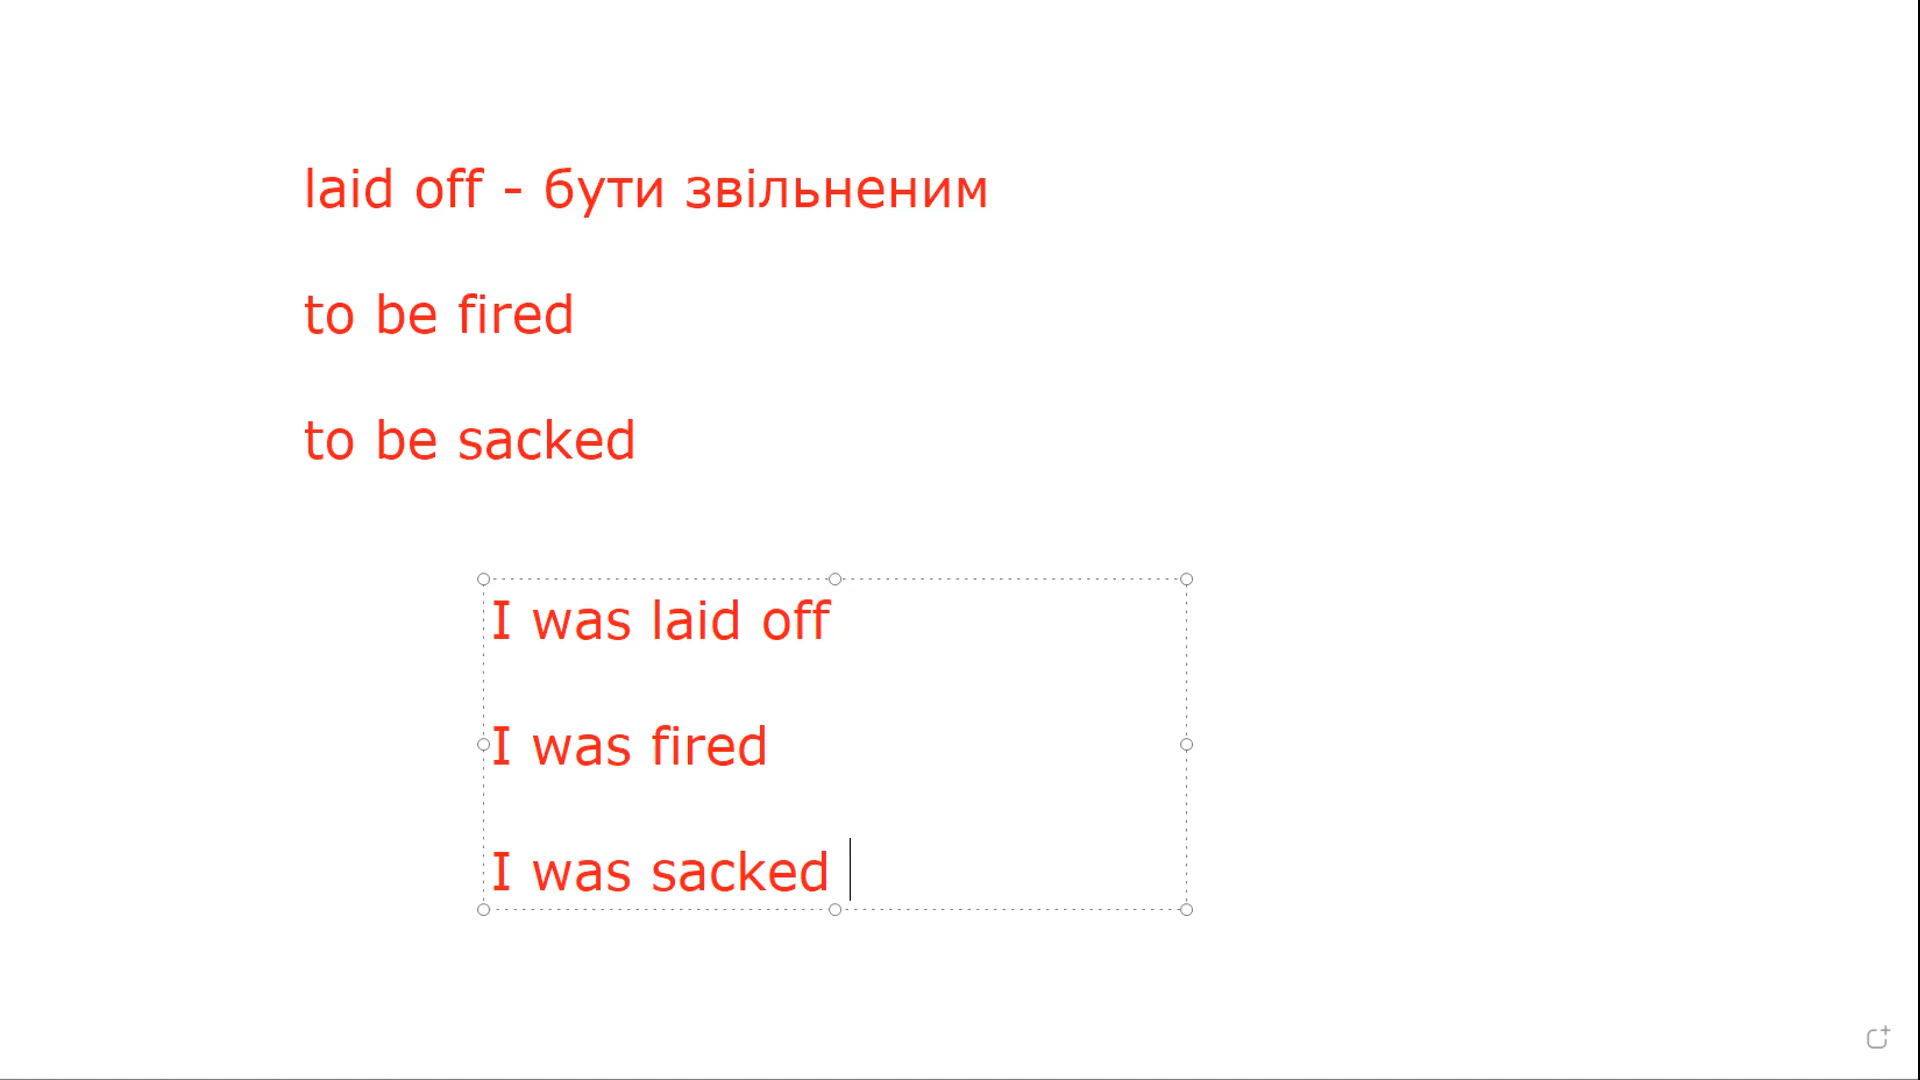 laid off - бути звільненим
to be fired
to be sacked
I was laid off
I was fired
I was sacked